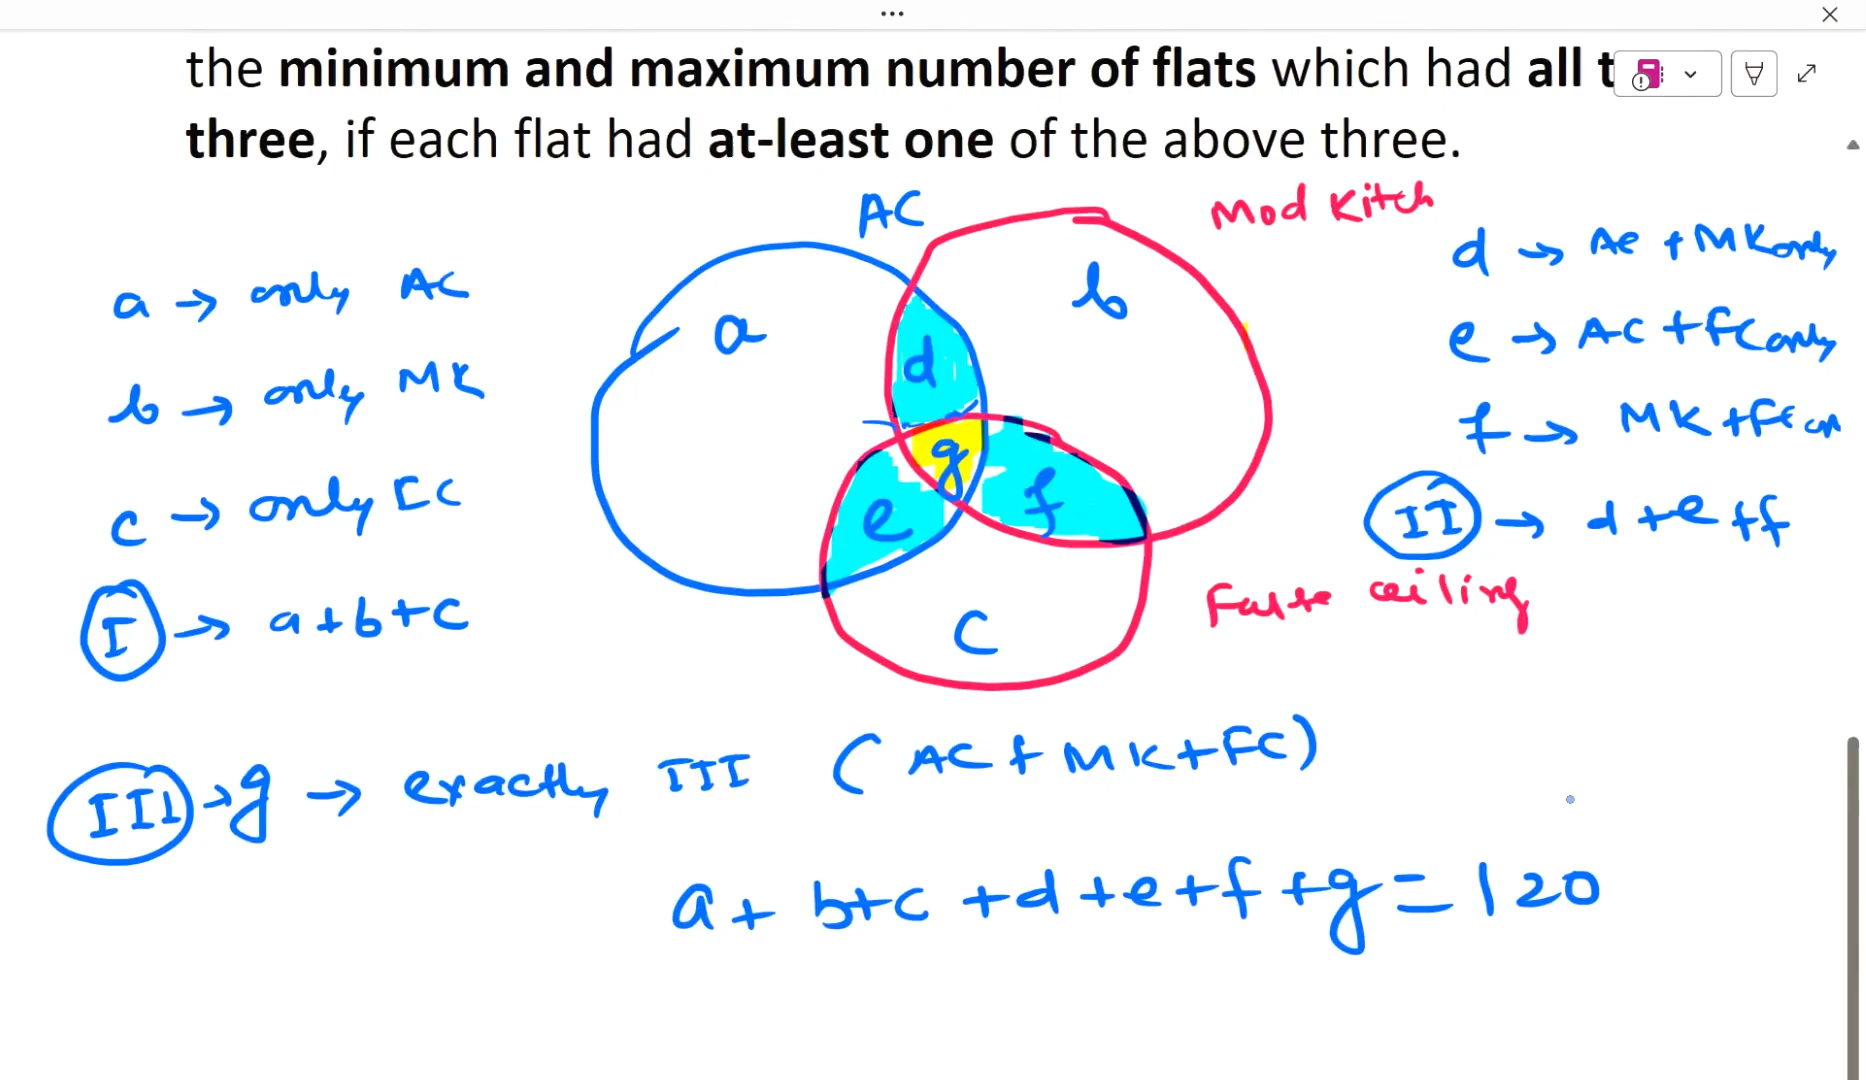 the minimum and maximum number of flats which had all t
three, if each flat had at-least one of the above three.
AC
Mod Kitch
a → only AC
b → only MK
c → only FC
I → a+b+c
a
b
d
g
e
f
c
d → AC + MK only
e → AC + FC only
f → MK + FC on
II → d+e+f
False ceiling
III → g → exactly III (AC + MK + FC)
a + b+c +d +e +f +g = 120